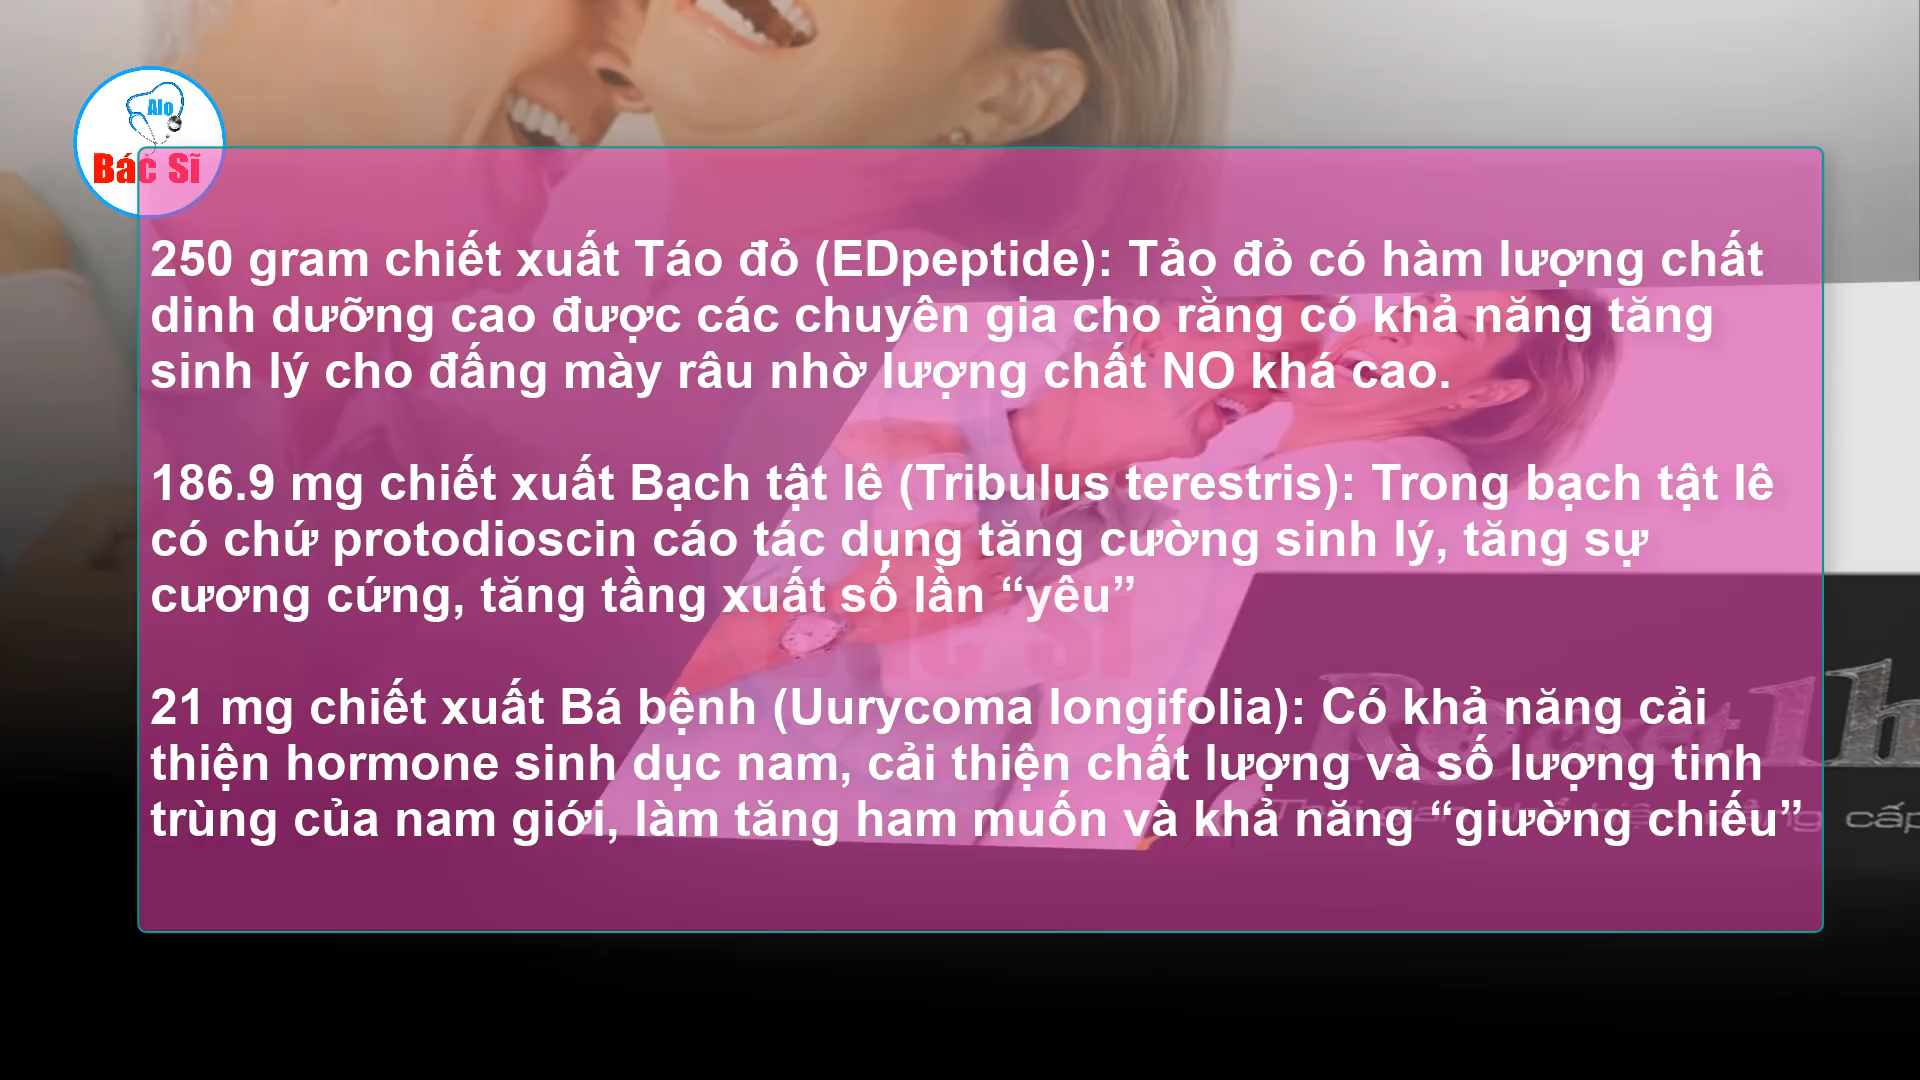 Alo
Bác Sĩ
250 gram chiết xuất Táo đỏ (EDpeptide): Tảo đỏ có hàm lượng chất
dinh dưỡng cao được các chuyên gia cho rằng có khả năng tăng
sinh lý cho đấng mày râu nhờ lượng chất NO khá cao.
186.9 mg chiết xuất Bạch tật lê (Tribulus terestris): Trong bạch tật lê
có chứ protodioscin cáo tác dụng tăng cường sinh lý, tăng sự
cương cứng, tăng tầng xuất số lần “yêu”
21 mg chiết xuất Bá bệnh (Uurycoma longifolia): Có khả năng cải
thiện hormone sinh dục nam, cải thiện chất lượng và số lượng tinh
trùng của nam giới, làm tăng ham muốn và khả năng “giường chiếu”
Rocket 1h